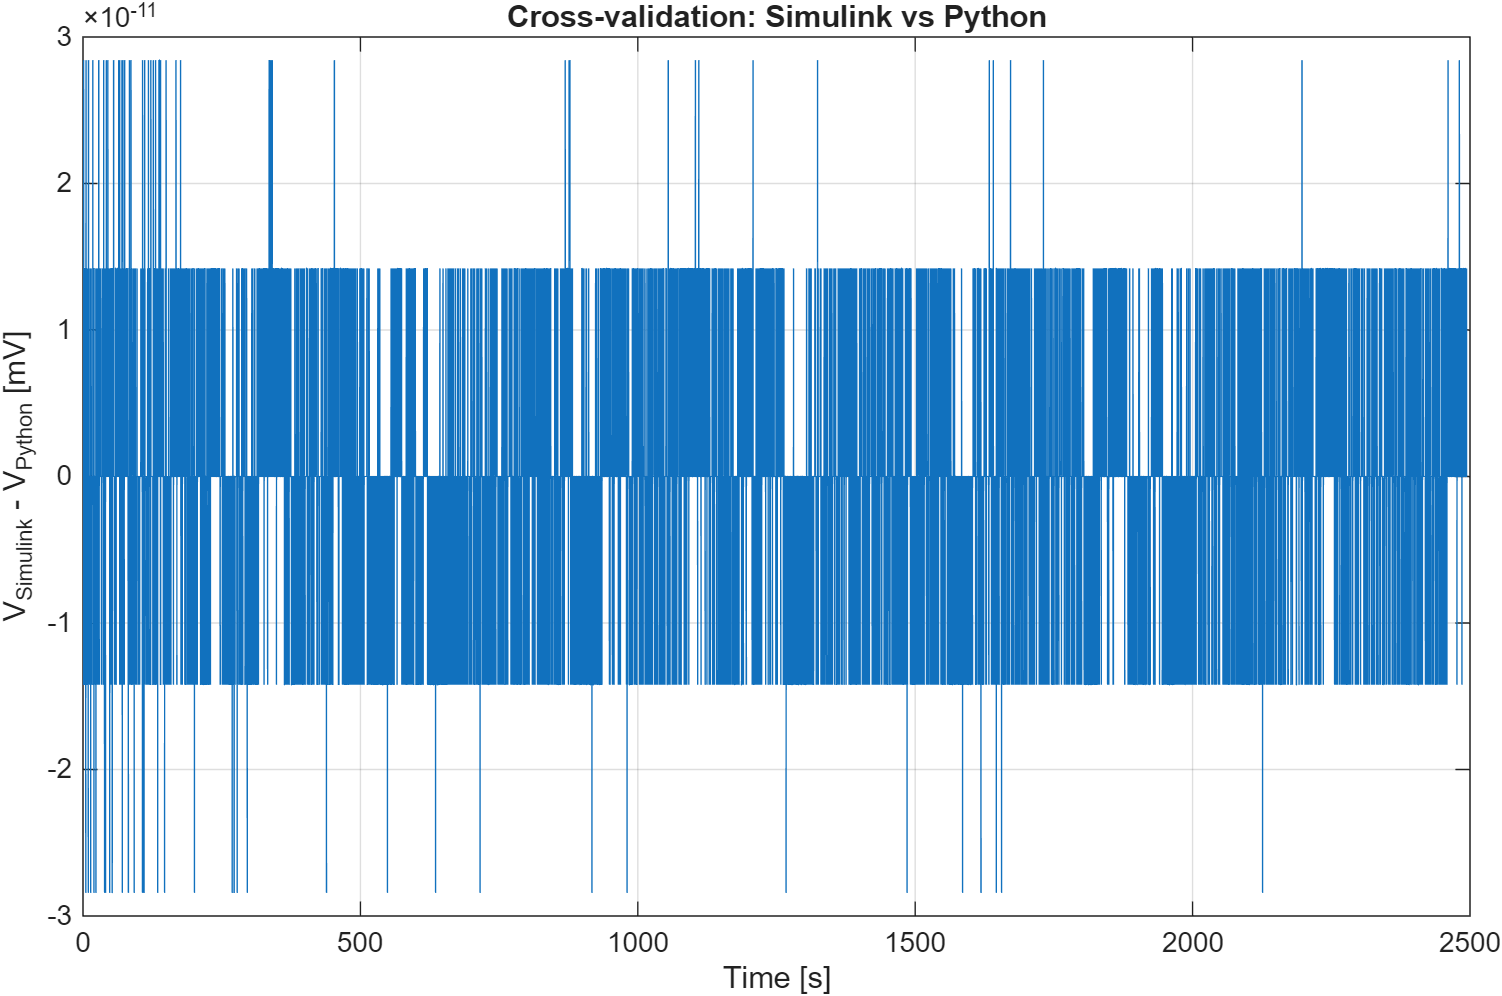 ×10⁻¹¹
Cross-validation: Simulink vs Python
3
2
1
0
-1
-2
-3
V_Simulink - V_Python [mV]
0 500 1000 1500 2000 2500
Time [s]